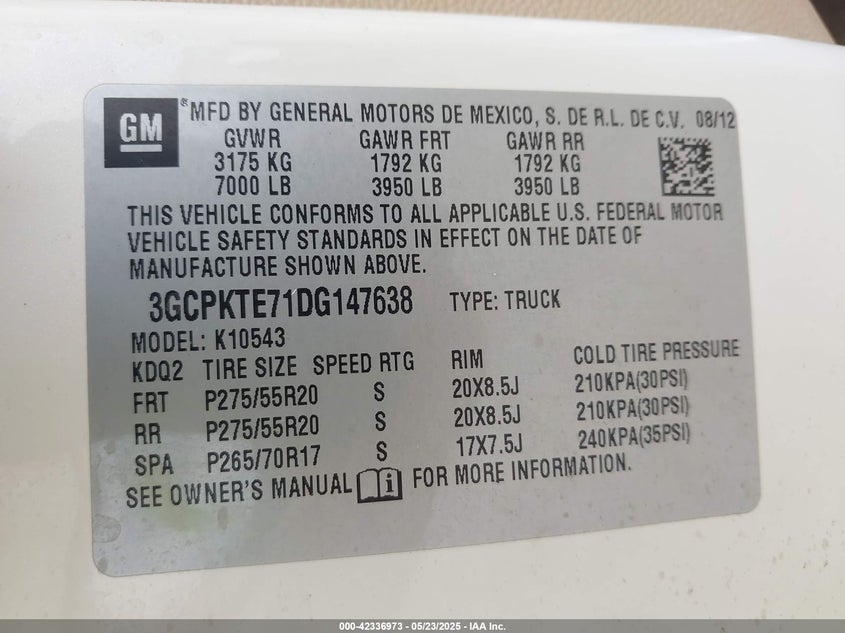 GM
® MFD BY GENERAL MOTORS DE MEXICO, S. DE R.L. DE C.V. 08/12
GVWR GAWR FRT GAWR RR
3175 KG 1792 KG 1792 KG
7000 LB 3950 LB 3950 LB
THIS VEHICLE CONFORMS TO ALL APPLICABLE U.S. FEDERAL MOTOR
VEHICLE SAFETY STANDARDS IN EFFECT ON THE DATE OF
MANUFACTURE SHOWN ABOVE.
3GCPKTE71DG147638 TYPE: TRUCK
MODEL: K10543
KDQ2 TIRE SIZE SPEED RTG RIM COLD TIRE PRESSURE
FRT P275/55R20 S 20X8.5J 210KPA(30PSI)
RR P275/55R20 S 20X8.5J 210KPA(30PSI)
SPA P265/70R17 S 17X7.5J 240KPA(35PSI)
SEE OWNER'S MANUAL FOR MORE INFORMATION.
000-42336973 - 05/23/2025 - IAA Inc.